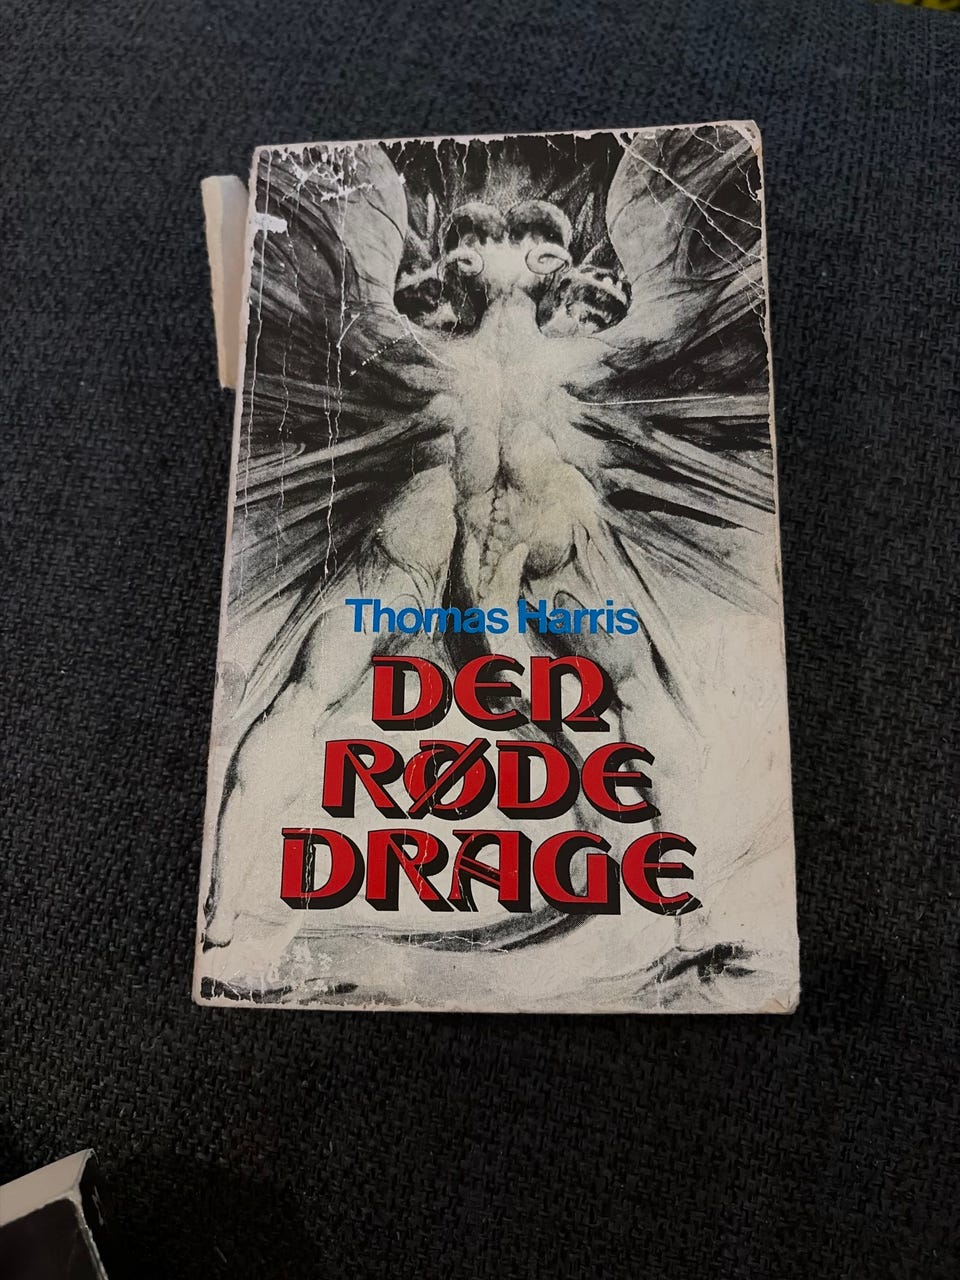 Thomas Harris
DEN
RØDE
DRAGE